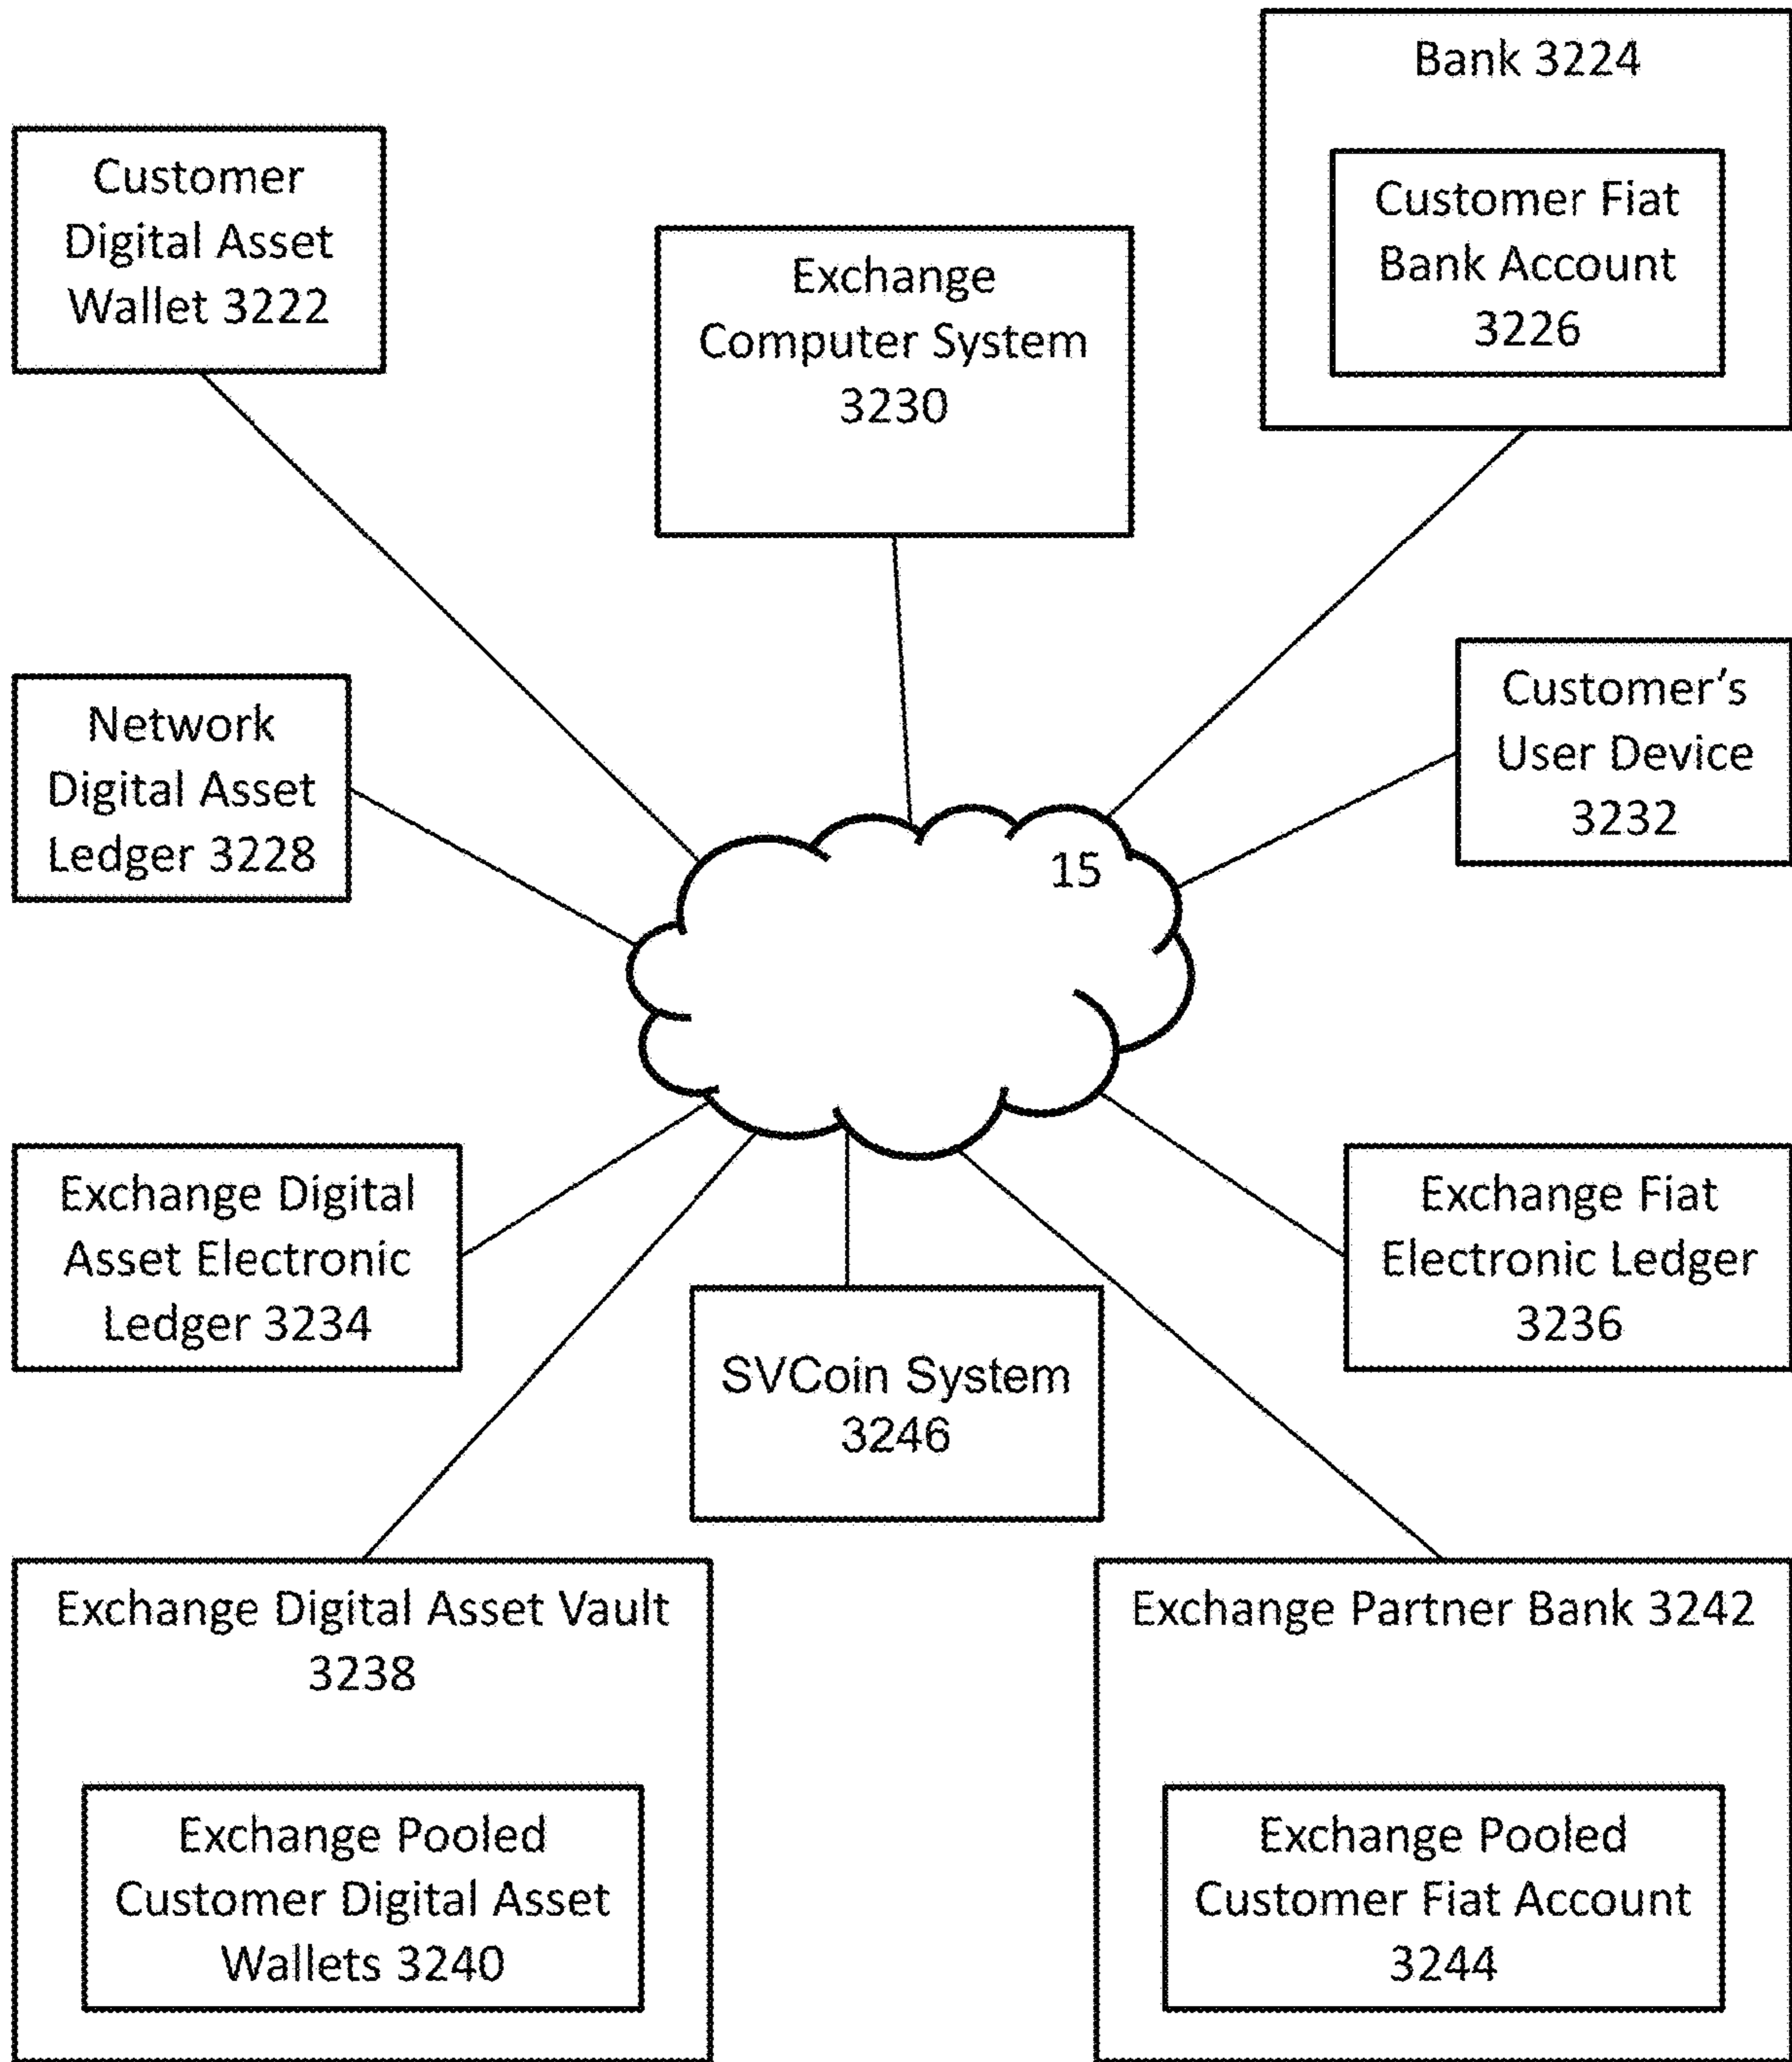 Bank 3224
Customer Fiat
Bank Account
3226
Customer
Digital Asset
Wallet 3222
Exchange
Computer System
3230
Network
Digital Asset
Ledger 3228
Customer’s
User Device
3232
15
Exchange Digital
Asset Electronic
Ledger 3234
Exchange Fiat
Electronic Ledger
3236
SVCoin System
3246
Exchange Digital Asset Vault
3238
Exchange Pooled
Customer Digital Asset
Wallets 3240
Exchange Partner Bank 3242
Exchange Pooled
Customer Fiat Account
3244